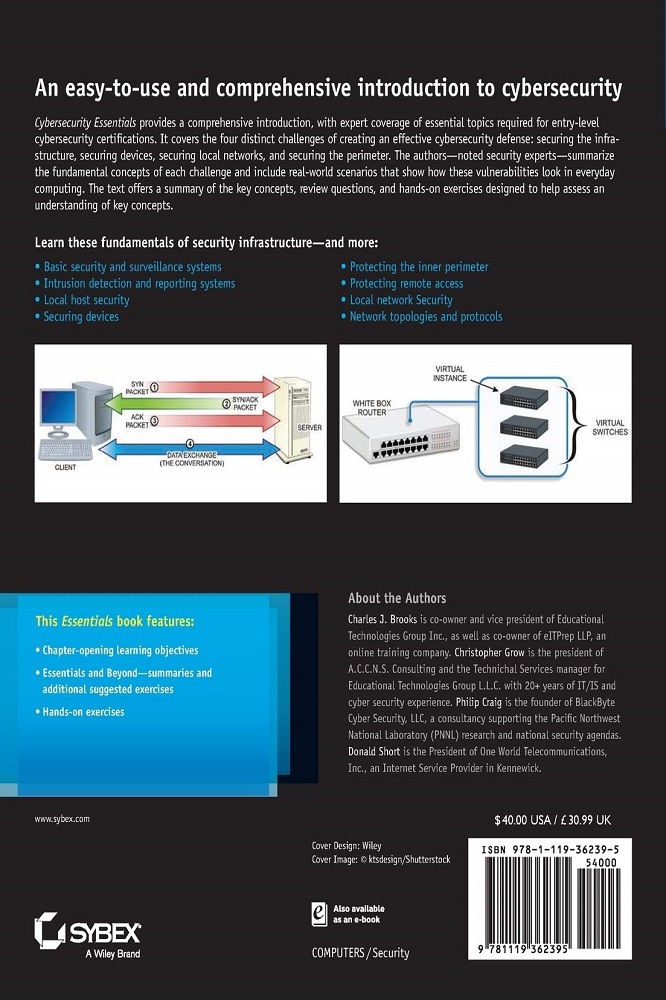 An easy-to-use and comprehensive introduction to cybersecurity
Cybersecurity Essentials provides a comprehensive introduction, with expert coverage of essential topics required for entry-level
cybersecurity certifications. It covers the four distinct challenges of creating an effective cybersecurity defense: securing the infra-
structure, securing devices, securing local networks, and securing the perimeter. The authors—noted security experts—summarize
the fundamental concepts of each challenge and include real-world scenarios that show how these vulnerabilities look in everyday
computing. The text offers a summary of the key concepts, review questions, and hands-on exercises designed to help assess an
understanding of key concepts.
Learn these fundamentals of security infrastructure—and more:
• Basic security and surveillance systems
• Intrusion detection and reporting systems
• Local host security
• Securing devices
• Protecting the inner perimeter
• Protecting remote access
• Local network Security
• Network topologies and protocols
SYN
PACKET
1
2
SYN/ACK
PACKET
ACK
PACKET
3
4
DATA EXCHANGE
(THE CONVERSATION)
CLIENT
SERVER
VIRTUAL
INSTANCE
WHITE BOX
ROUTER
VIRTUAL
SWITCHES
This Essentials book features:
• Chapter-opening learning objectives
• Essentials and Beyond—summaries and
additional suggested exercises
• Hands-on exercises
About the Authors
Charles J. Brooks is co-owner and vice president of Educational
Technologies Group Inc., as well as co-owner of eITPrep LLP, an
online training company. Christopher Grow is the president of
A.C.C.N.S. Consulting and the Technichal Services manager for
Educational Technologies Group L.L.C. with 20+ years of IT/IS and
cyber security experience. Philip Craig is the founder of BlackByte
Cyber Security, LLC, a consultancy supporting the Pacific Northwest
National Laboratory (PNNL) research and national security agendas.
Donald Short is the President of One World Telecommunications,
Inc., an Internet Service Provider in Kennewick.
www.sybex.com
$ 40.00 USA / £ 30.99 UK
Cover Design: Wiley
Cover Image: © ktsdesign/Shutterstock
Also available
as an e-book
COMPUTERS / Security
SYBEX
A Wiley Brand
ISBN 978-1-119-36239-5
54000
9 781119 362395